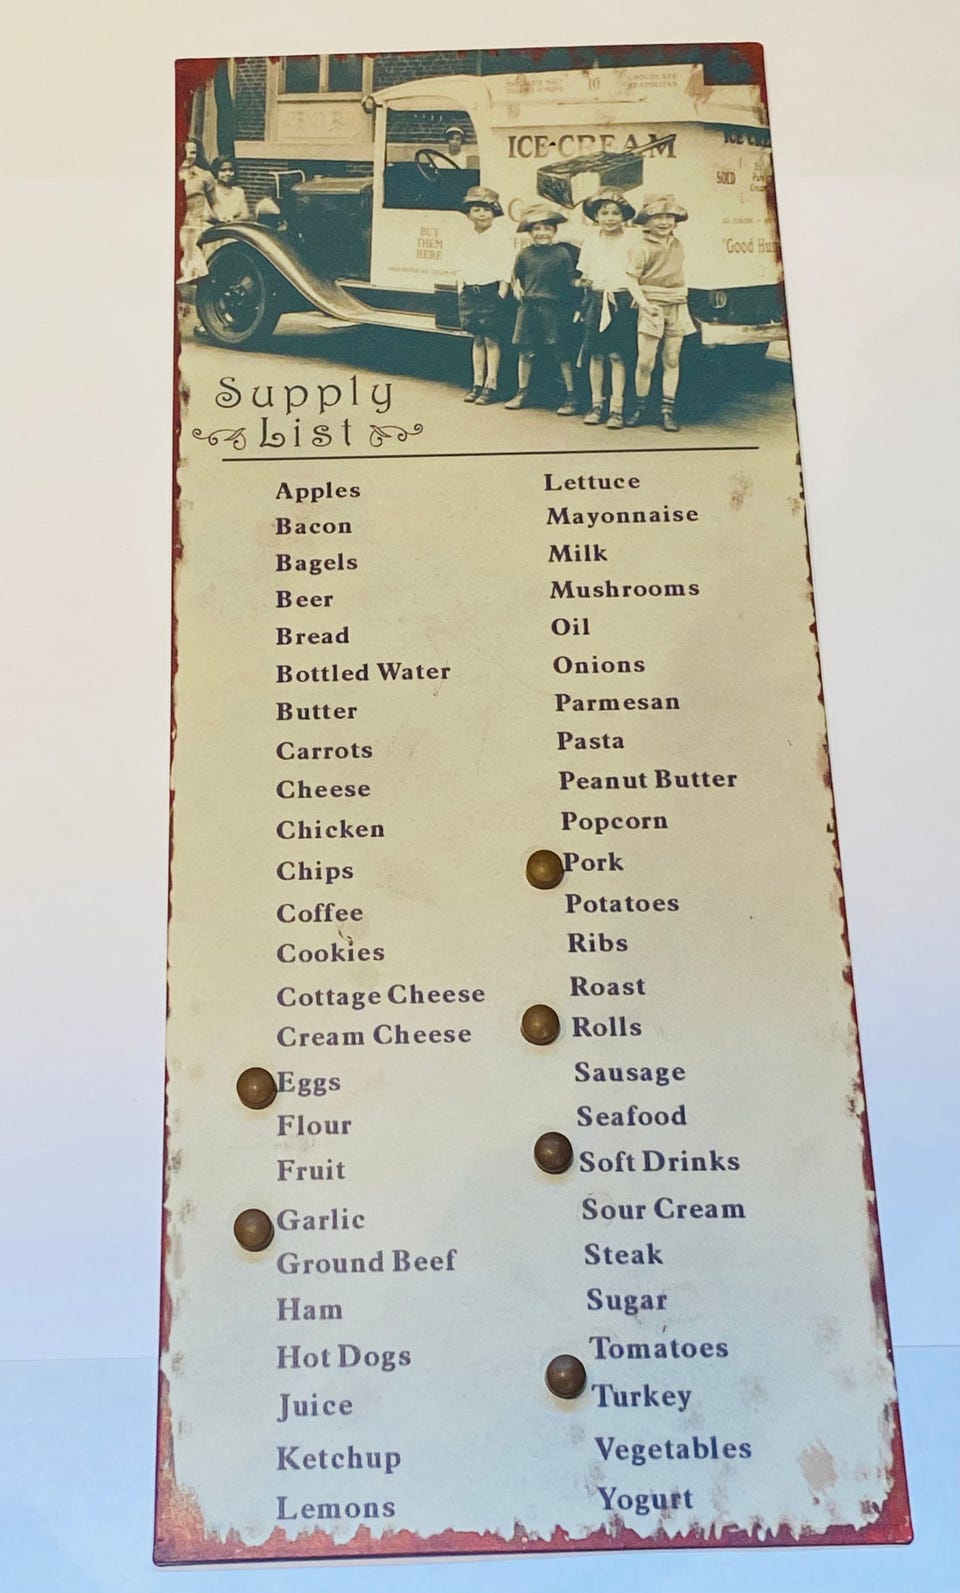 10
CHOCOLATE
ICE-CREAM
SOLD
BUY
THEM
HERE
"Good Hu
Supply
List
Apples
Bacon
Bagels
Beer
Bread
Bottled Water
Butter
Carrots
Cheese
Chicken
Chips
Coffee
Cookies
Cottage Cheese
Cream Cheese
Eggs
Flour
Fruit
Garlic
Ground Beef
Ham
Hot Dogs
Juice
Ketchup
Lemons
Lettuce
Mayonnaise
Milk
Mushrooms
Oil
Onions
Parmesan
Pasta
Peanut Butter
Popcorn
Pork
Potatoes
Ribs
Roast
Rolls
Sausage
Seafood
Soft Drinks
Sour Cream
Steak
Sugar
Tomatoes
Turkey
Vegetables
Yogurt